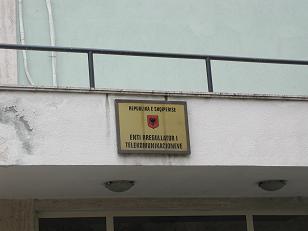 REPUBLIKA E SHQIPERISE
ENTI RREGULLATOR I
TELEKOMUNIKACIONEVE